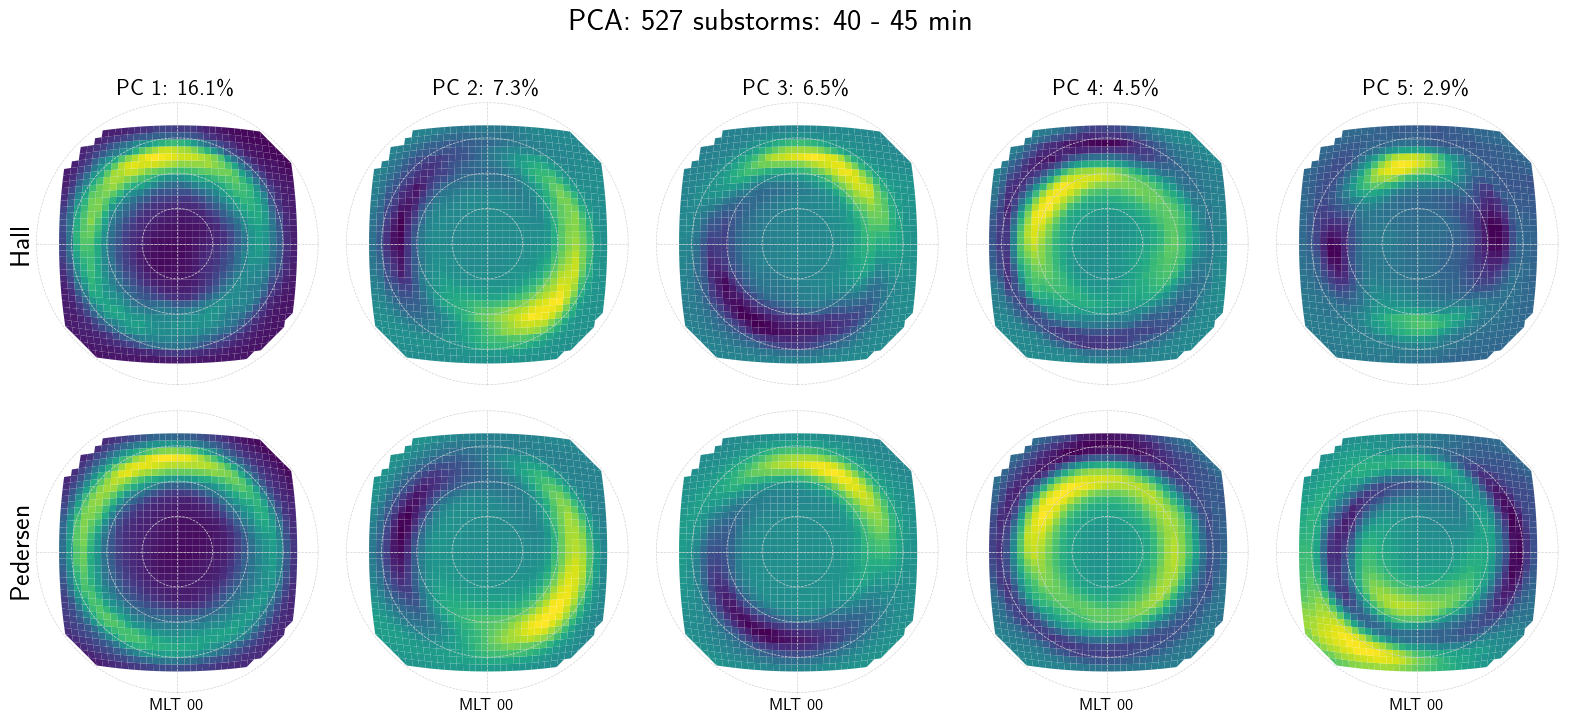 PCA: 527 substorms: 40 - 45 min
PC 1: 16.1%
PC 2: 7.3%
PC 3: 6.5%
PC 4: 4.5%
PC 5: 2.9%
Hall
Pedersen
MLT 00
MLT 00
MLT 00
MLT 00
MLT 00